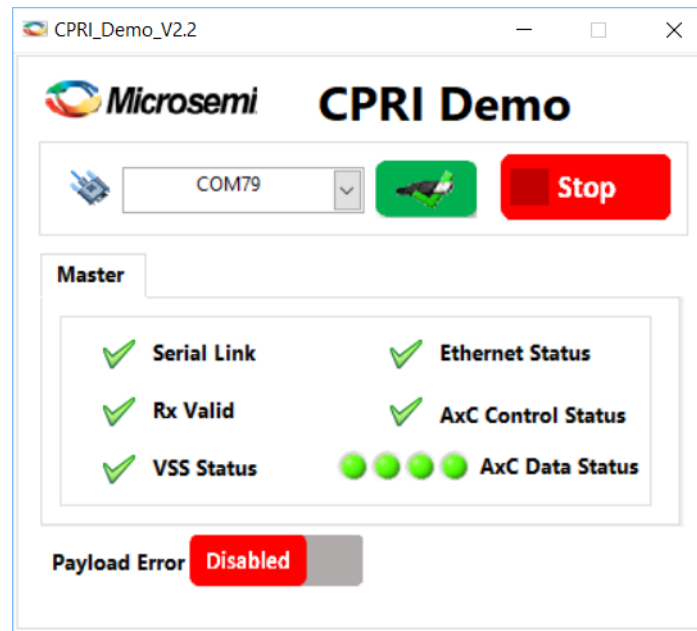 CPRI_Demo_V2.2
Microsemi CPRI Demo
COM79 Stop
Master
Serial Link Ethernet Status
Rx Valid AxC Control Status
VSS Status AxC Data Status
Payload Error Disabled